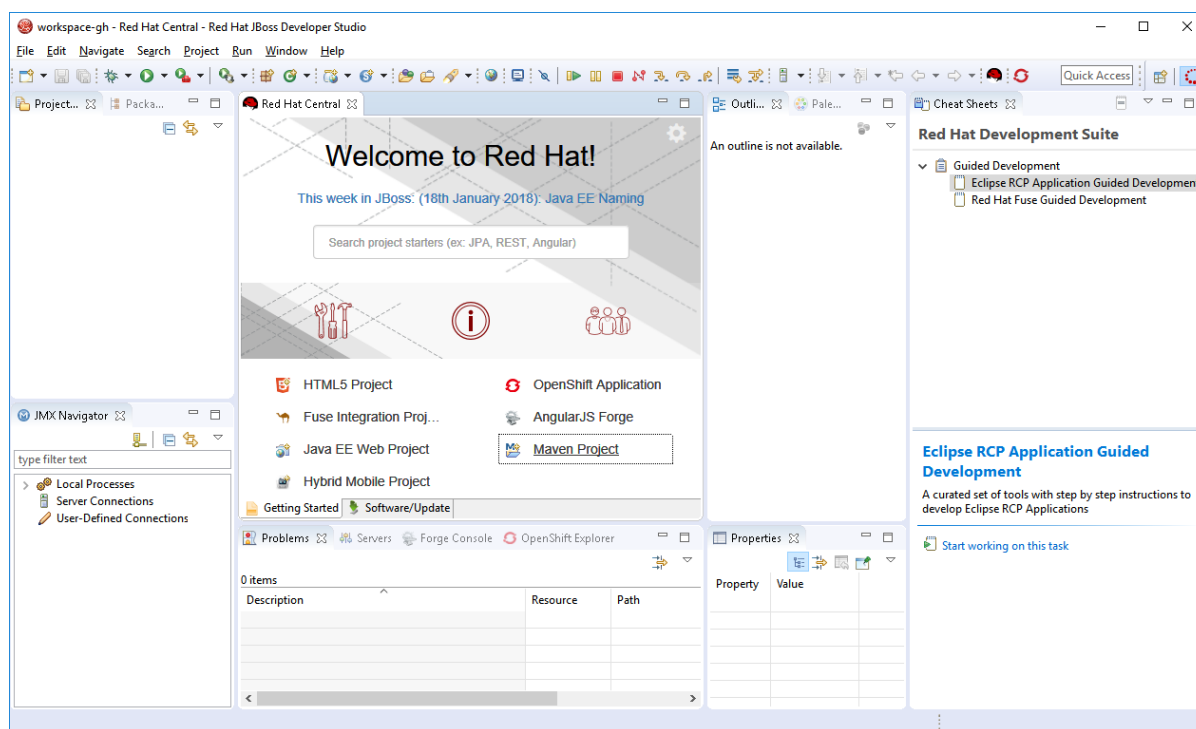 workspace-gh - Red Hat Central - Red Hat JBoss Developer Studio
File Edit Navigate Search Project Run Window Help
Quick Access
Project... Packa...
Red Hat Central
Welcome to Red Hat!
This week in JBoss: (18th January 2018): Java EE Naming
Search project starters (ex: JPA, REST, Angular)
HTML5 Project
OpenShift Application
Fuse Integration Proj...
AngularJS Forge
Java EE Web Project
Maven Project
Hybrid Mobile Project
Getting Started Software/Update
Outli... Pale...
An outline is not available.
Cheat Sheets
Red Hat Development Suite
Guided Development
Eclipse RCP Application Guided Developmen
Red Hat Fuse Guided Development
Eclipse RCP Application Guided
Development
A curated set of tools with step by step instructions to
develop Eclipse RCP Applications
Start working on this task
JMX Navigator
type filter text
Local Processes
Server Connections
User-Defined Connections
Problems Servers Forge Console OpenShift Explorer
0 items
Description Resource Path
Properties
Property Value